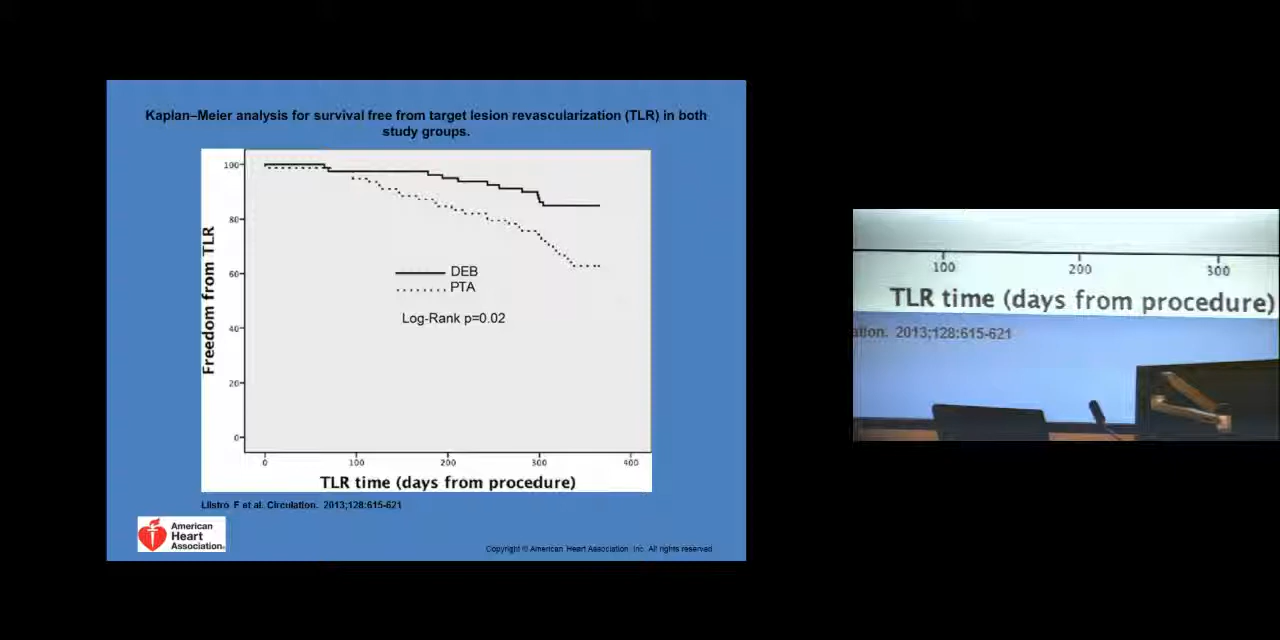 Kaplan–Meier analysis for survival free from target lesion revascularization (TLR) in both
study groups.
Freedom from TLR
100
80
60
40
20
0
DEB
PTA
Log-Rank p=0.02
0 100 200 300 400
TLR time (days from procedure)
Liistro F et al. Circulation. 2013;128:615-621
American
Heart
Association®
Copyright © American Heart Association, Inc. All rights reserved
100 200 300
TLR time (days from procedure)
ation. 2013;128:615-621